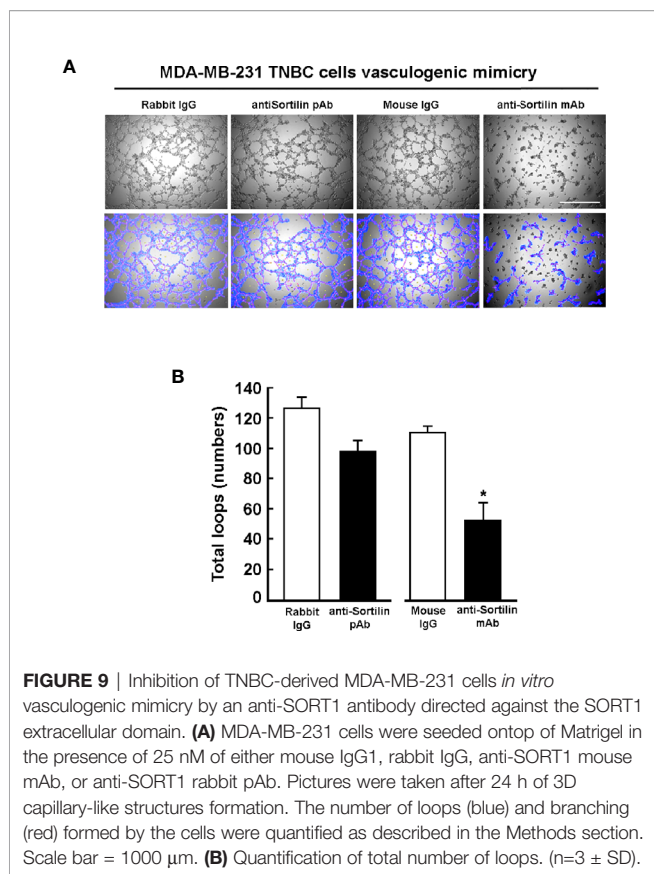 A
MDA-MB-231 TNBC cells vasculogenic mimicry
Rabbit IgG antiSortilin pAb Mouse IgG anti-Sortilin mAb
B
Total loops (numbers)
140
120
100
80
60
40
20
0
*
Rabbit IgG
anti-Sortilin pAb
Mouse IgG
anti-Sortilin mAb
FIGURE 9 | Inhibition of TNBC-derived MDA-MB-231 cells in vitro
vasculogenic mimicry by an anti-SORT1 antibody directed against the SORT1
extracellular domain. (A) MDA-MB-231 cells were seeded ontop of Matrigel in
the presence of 25 nM of either mouse IgG1, rabbit IgG, anti-SORT1 mouse
mAb, or anti-SORT1 rabbit pAb. Pictures were taken after 24 h of 3D
capillary-like structures formation. The number of loops (blue) and branching
(red) formed by the cells were quantified as described in the Methods section.
Scale bar = 1000 μm. (B) Quantification of total number of loops. (n=3 ± SD).